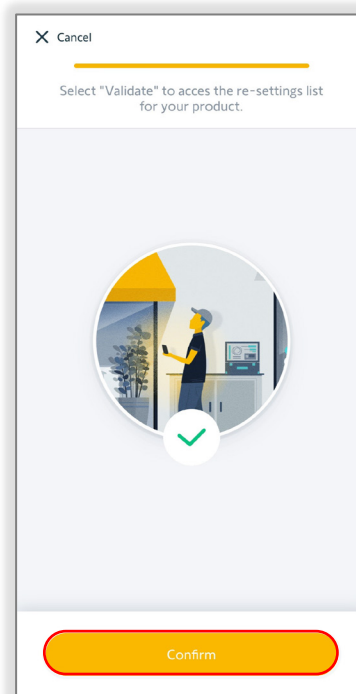 Cancel
Select "Validate" to acces the re-settings list
for your product.
Confirm